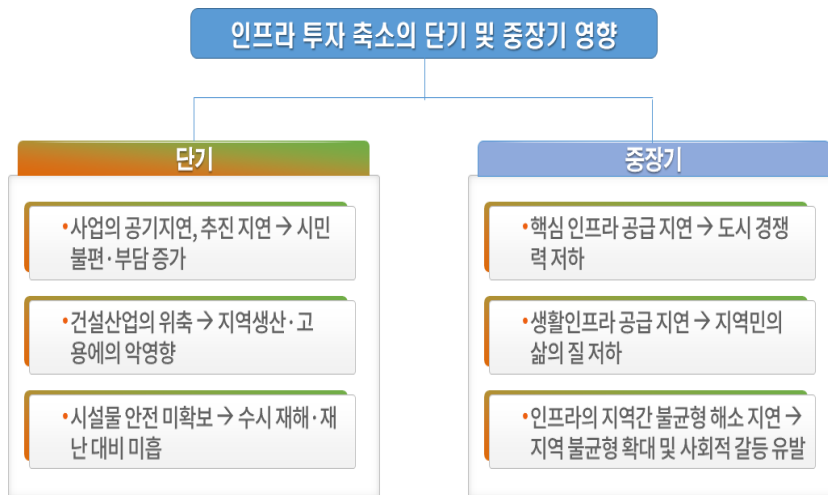 인프라 투자 축소의 단기 및 중장기 영향
단기
•사업의 공기지연, 추진 지연 → 시민
불편·부담 증가
•건설산업의 위축 → 지역생산·고
용에의 악영향
•시설물 안전 미확보 → 수시 재해·재
난 대비 미흡
중장기
•핵심 인프라 공급 지연 → 도시 경쟁
력 저하
•생활인프라 공급 지연 → 지역민의
삶의 질 저하
•인프라의 지역간 불균형 해소 지연 →
지역 불균형 확대 및 사회적 갈등 유발